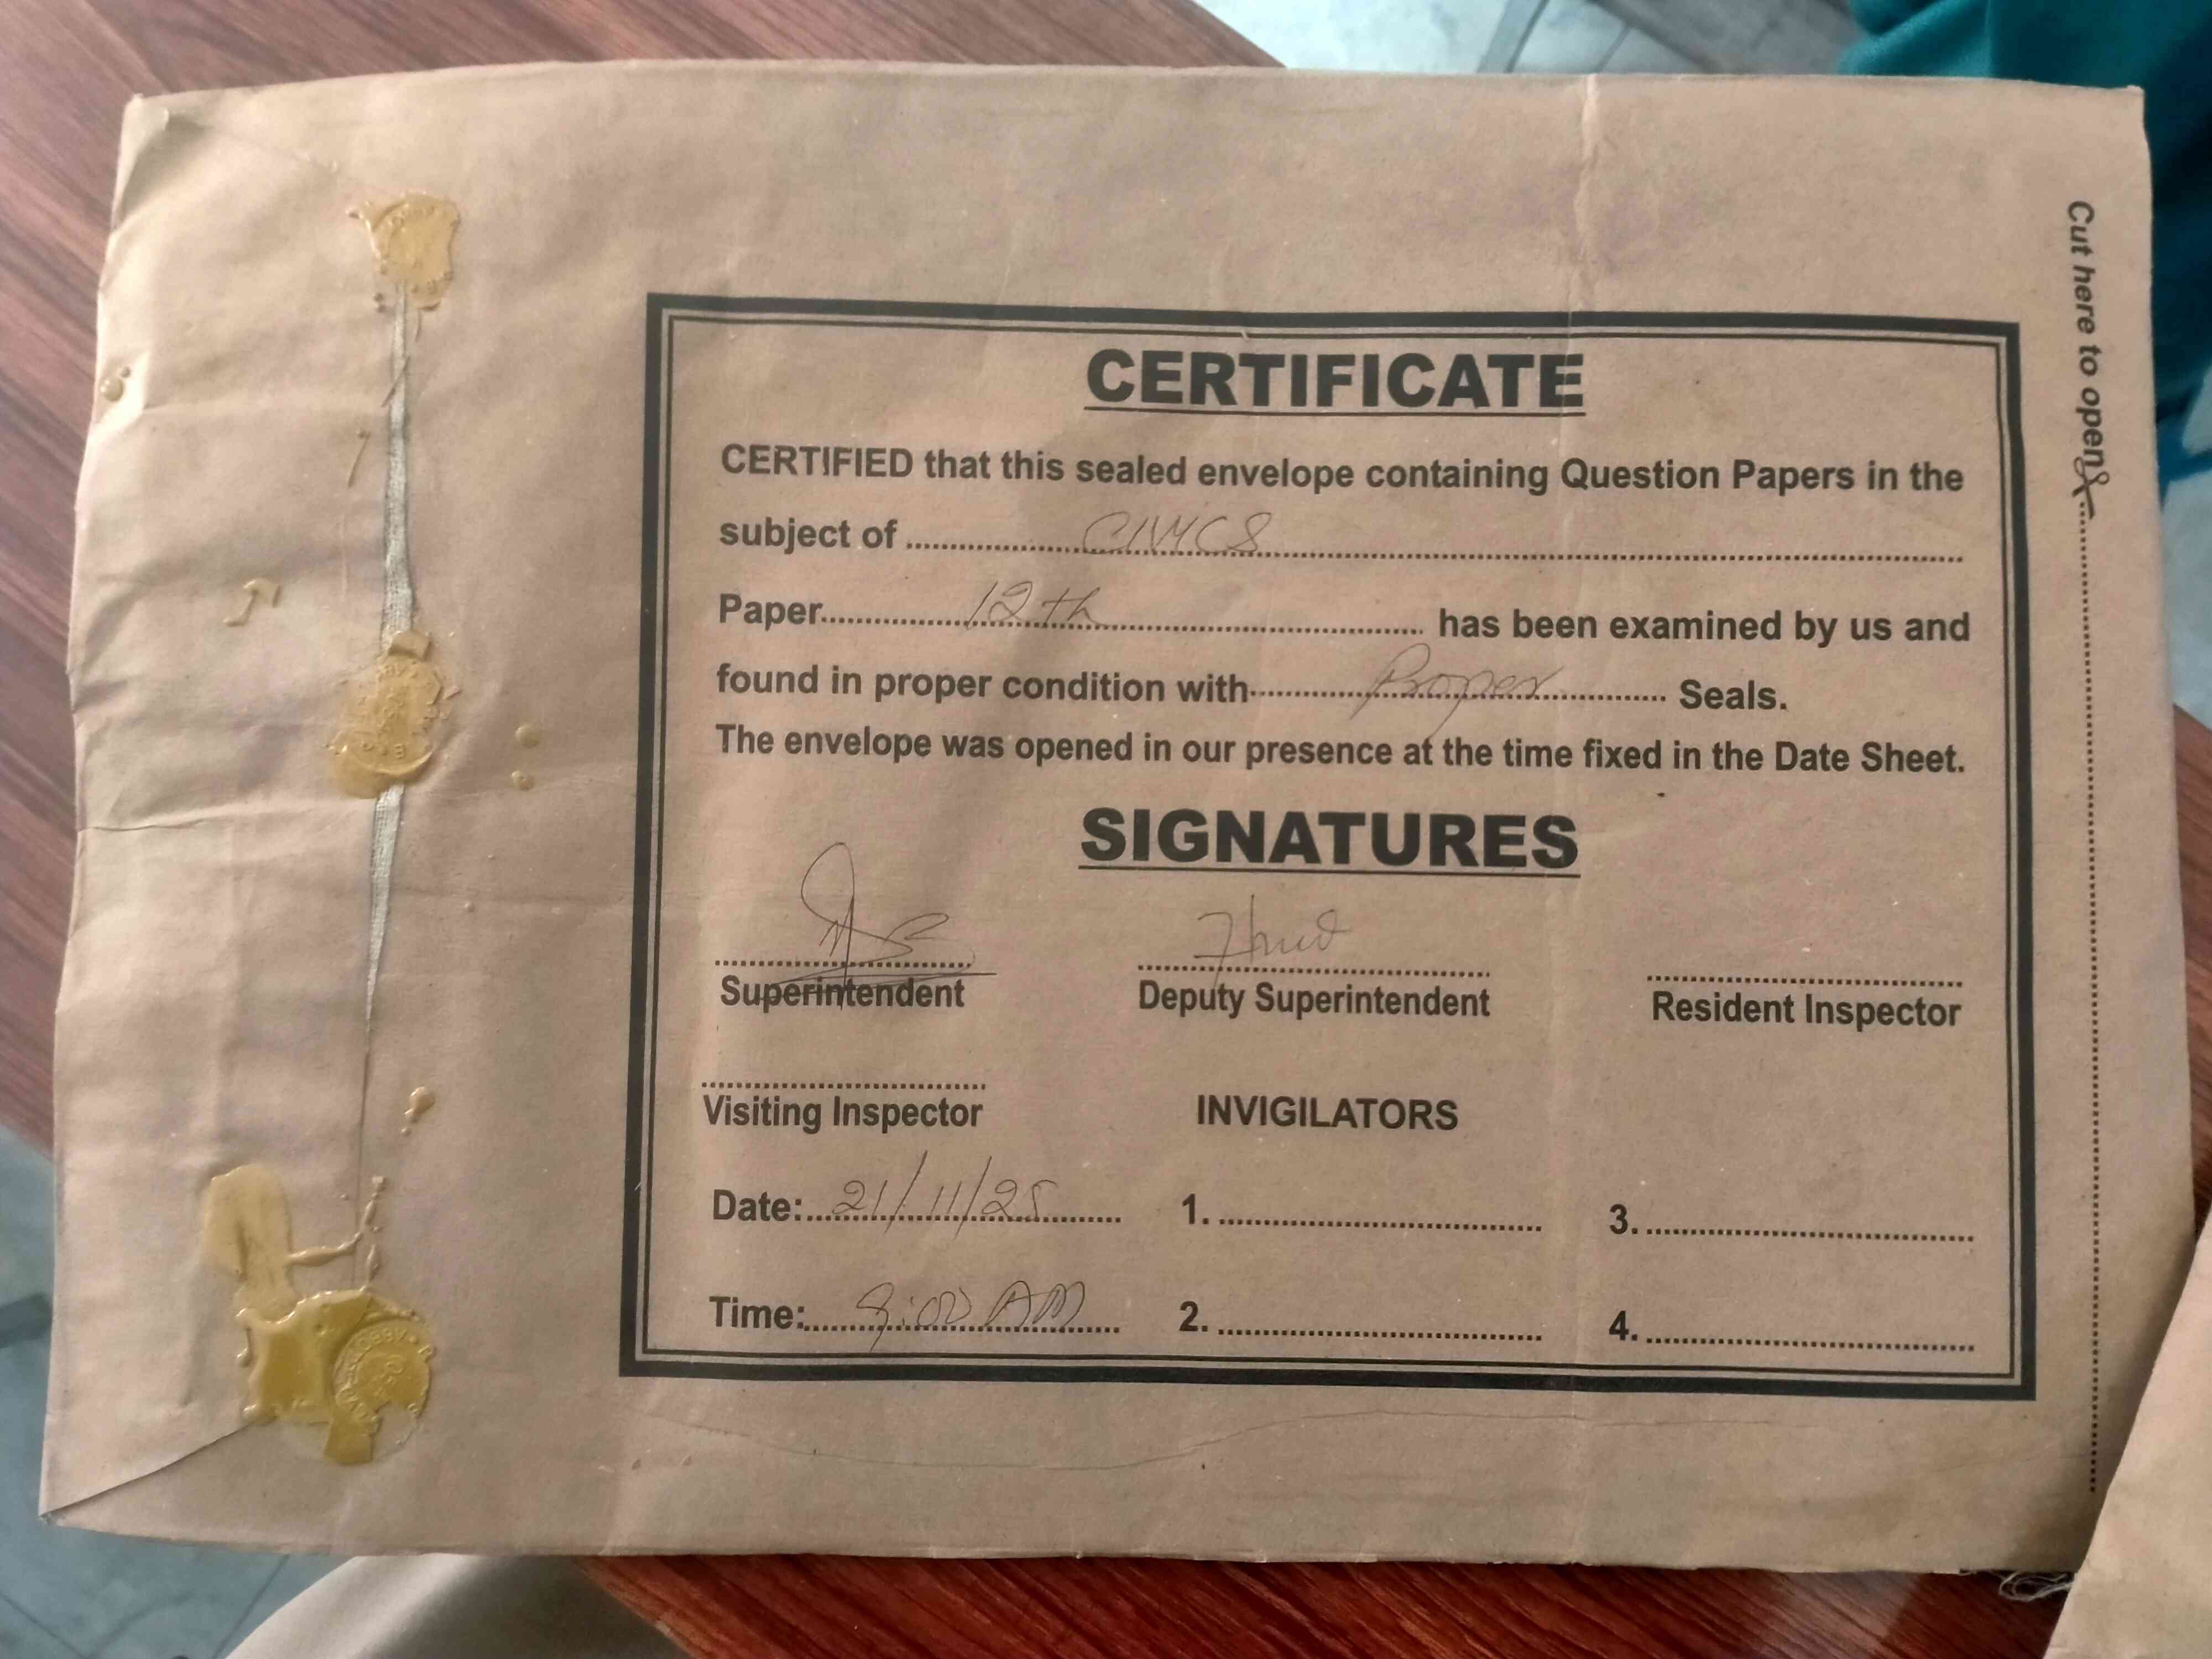 Cut here to open
CERTIFICATE
CERTIFIED that this sealed envelope containing Question Papers in the
subject of ........ CIVICS ........
Paper ........ 12th ........ has been examined by us and
found in proper condition with ........ Proper ........ Seals.
The envelope was opened in our presence at the time fixed in the Date Sheet.
SIGNATURES
Superintendent Deputy Superintendent Resident Inspector
Visiting Inspector INVIGILATORS
Date: 21/11/25 1. ........ 3. ........
Time: 9:00 AM 2. ........ 4. ........